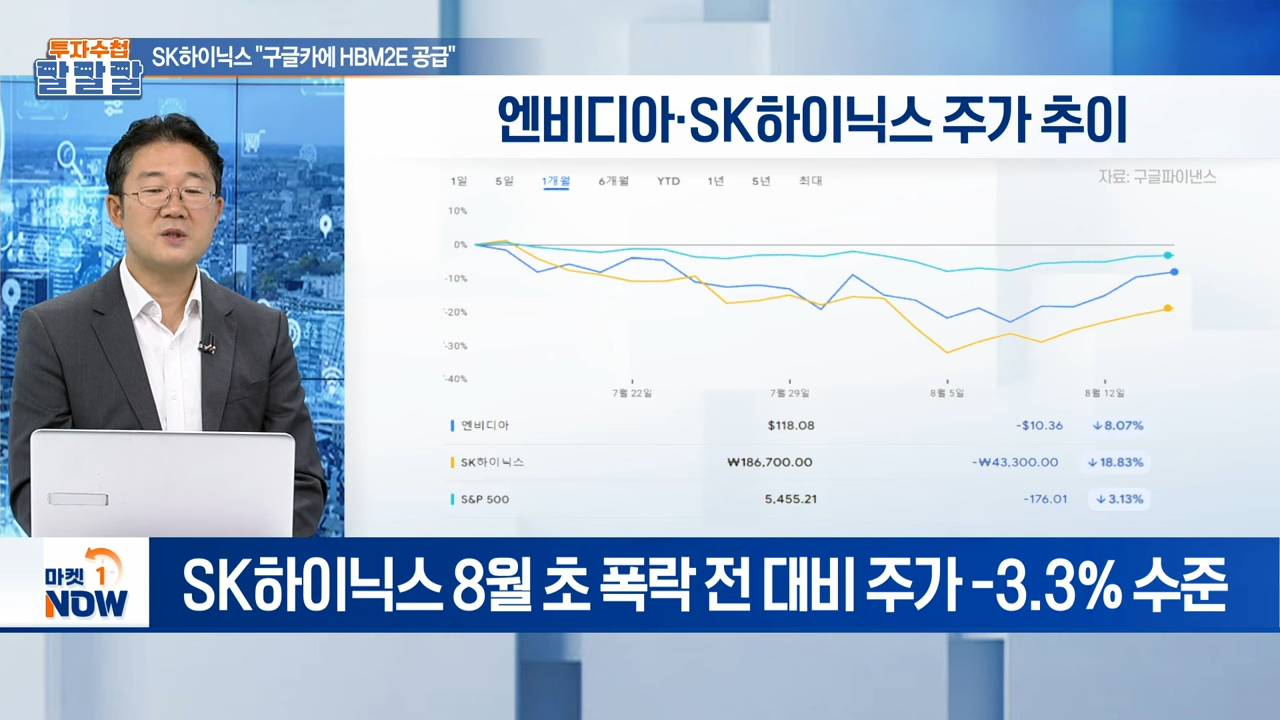 투자수첩
팔팔팔
SK하이닉스 "구글카에 HBM2E 공급"
엔비디아·SK하이닉스 주가 추이
1일 5일 1개월 6개월 YTD 1년 5년 최대
자료: 구글파이낸스
10%
0%
-10%
-20%
-30%
-40%
7월 22일 7월 29일 8월 5일 8월 12일
엔비디아 $118.08 -$10.36 ↓8.07%
SK하이닉스 ₩186,700.00 -₩43,300.00 ↓18.83%
S&P 500 5,455.21 -176.01 ↓3.13%
마켓 1
NOW
SK하이닉스 8월 초 폭락 전 대비 주가 -3.3% 수준